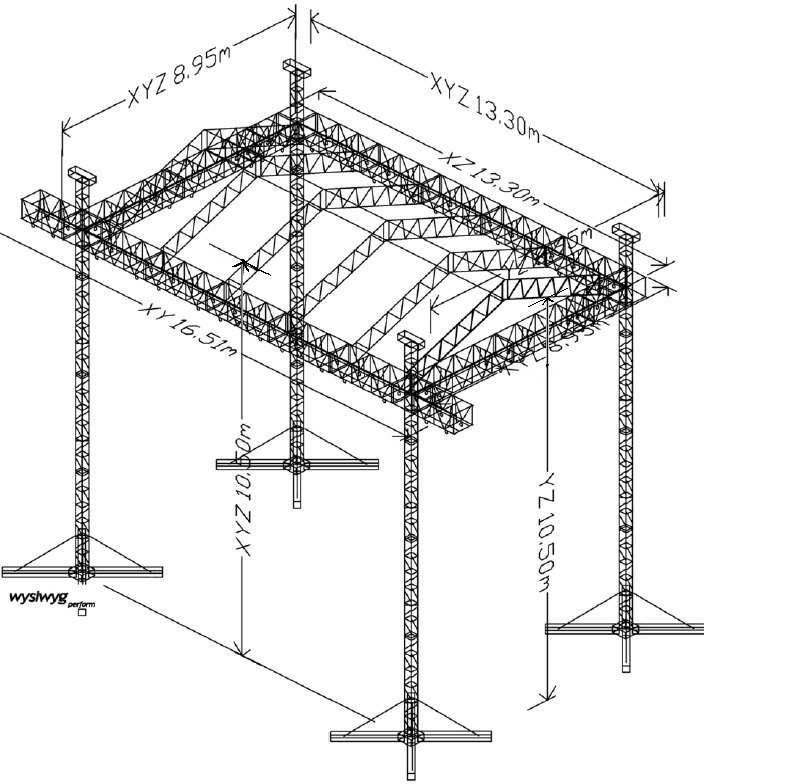 XYZ 8.95m
XYZ 13.30m
XZ 13.30m
XY 16.51m
XYZ 10.50m
YZ 10.50m
wysiwyg
perform